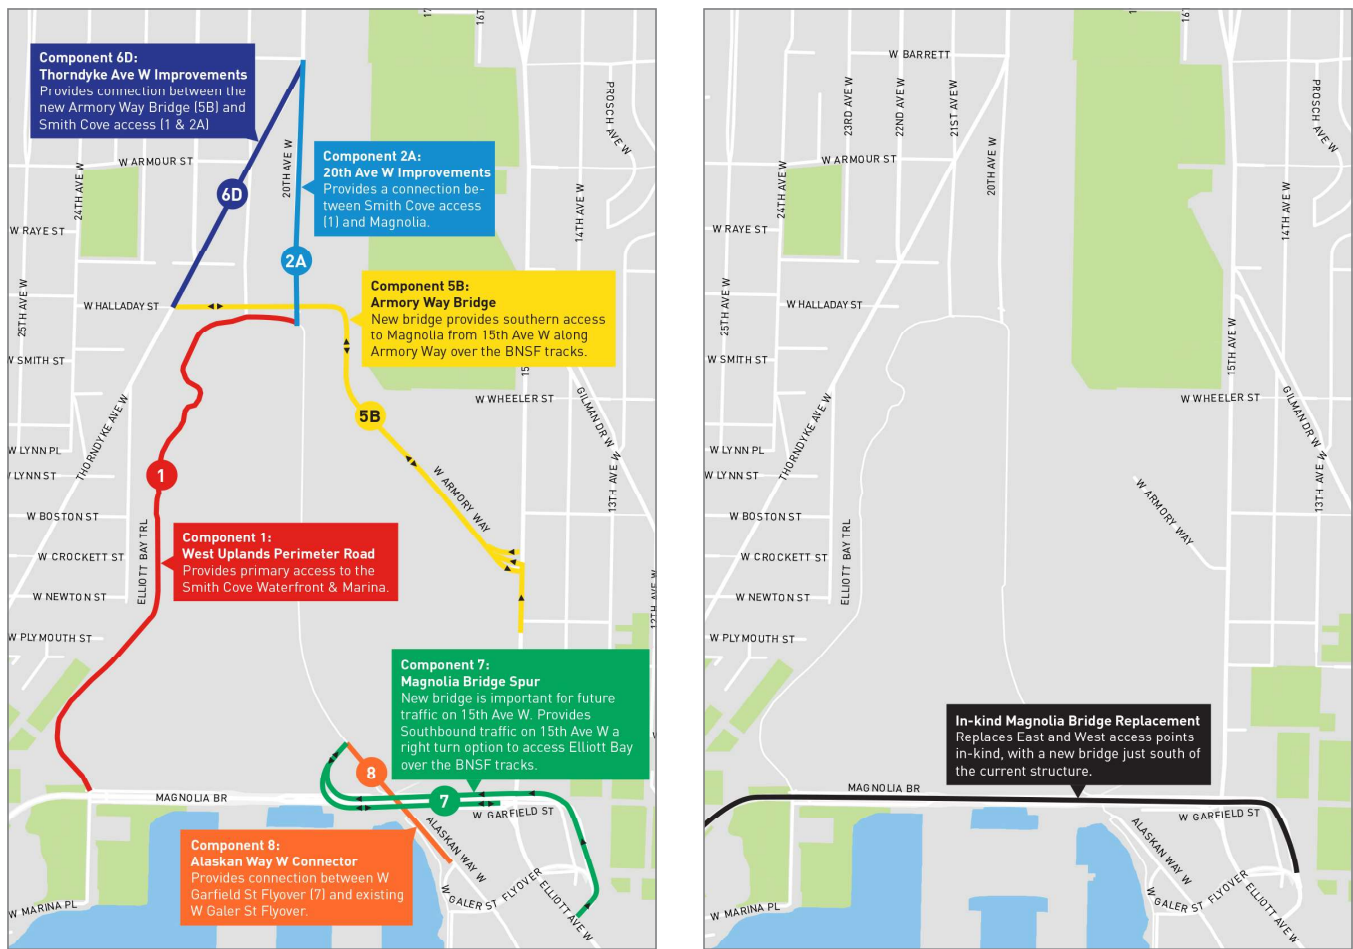 17
16T
Component 6D:
Thorndyke Ave W Improvements
Provides connection between the
new Armory Way Bridge (5B) and
Smith Cove access (1 & 2A)
PROSCH AVE W
W ARMOUR ST
20TH AVE W
Component 2A:
20th Ave W Improvements
Provides a connection be-
tween Smith Cove access
(1) and Magnolia.
24TH AVE W
6D
14TH AVE W
W RAYE ST
2A
25TH AVE W
W HALLADAY ST
Component 5B:
Armory Way Bridge
New bridge provides southern access
to Magnolia from 15th Ave W along
Armory Way over the BNSF tracks.
W SMITH ST
15
W WHEELER ST
GILMAN DR W
5B
THORNDYKE AVE W
W LYNN PL
W LYNN ST
1
13TH AVE W
W ARMORY WAY
W BOSTON ST
ELLIOTT BAY TRL
Component 1:
West Uplands Perimeter Road
Provides primary access to the
Smith Cove Waterfront & Marina.
W CROCKETT ST
W NEWTON ST
12TH AVE W
W PLYMOUTH ST
Component 7:
Magnolia Bridge Spur
New bridge is important for future
traffic on 15th Ave W. Provides
Southbound traffic on 15th Ave W a
right turn option to access Elliott Bay
over the BNSF tracks.
8
MAGNOLIA BR
7
W GARFIELD ST
ALASKAN WAY W
Component 8:
Alaskan Way W Connector
Provides connection between W
Garfield St Flyover (7) and existing
W Galer St Flyover.
W GALER ST FLYOVER
ELLIOTT AVE W
W MARINA PL
16T
W BARRETT
23RD AVE W
22ND AVE W
21ST AVE W
PROSCH AVE W
20TH AVE W
W ARMOUR ST
24TH AVE W
14TH AVE W
W RAYE ST
25TH AVE W
W HALLADAY ST
15TH AVE W
W SMITH ST
W WHEELER ST
GILMAN DR W
THORNDYKE AVE W
W LYNN PL
W LYNN ST
13TH AVE W
W ARMORY WAY
W BOSTON ST
ELLIOTT BAY TRL
W CROCKETT ST
W NEWTON ST
W PLYMOUTH ST
In-kind Magnolia Bridge Replacement
Replaces East and West access points
in-kind, with a new bridge just south of
the current structure.
MAGNOLIA BR
W GARFIELD ST
ALASKAN WAY W
W GALER ST FLYOVER
ELLIOTT AVE W
W MARINA PL